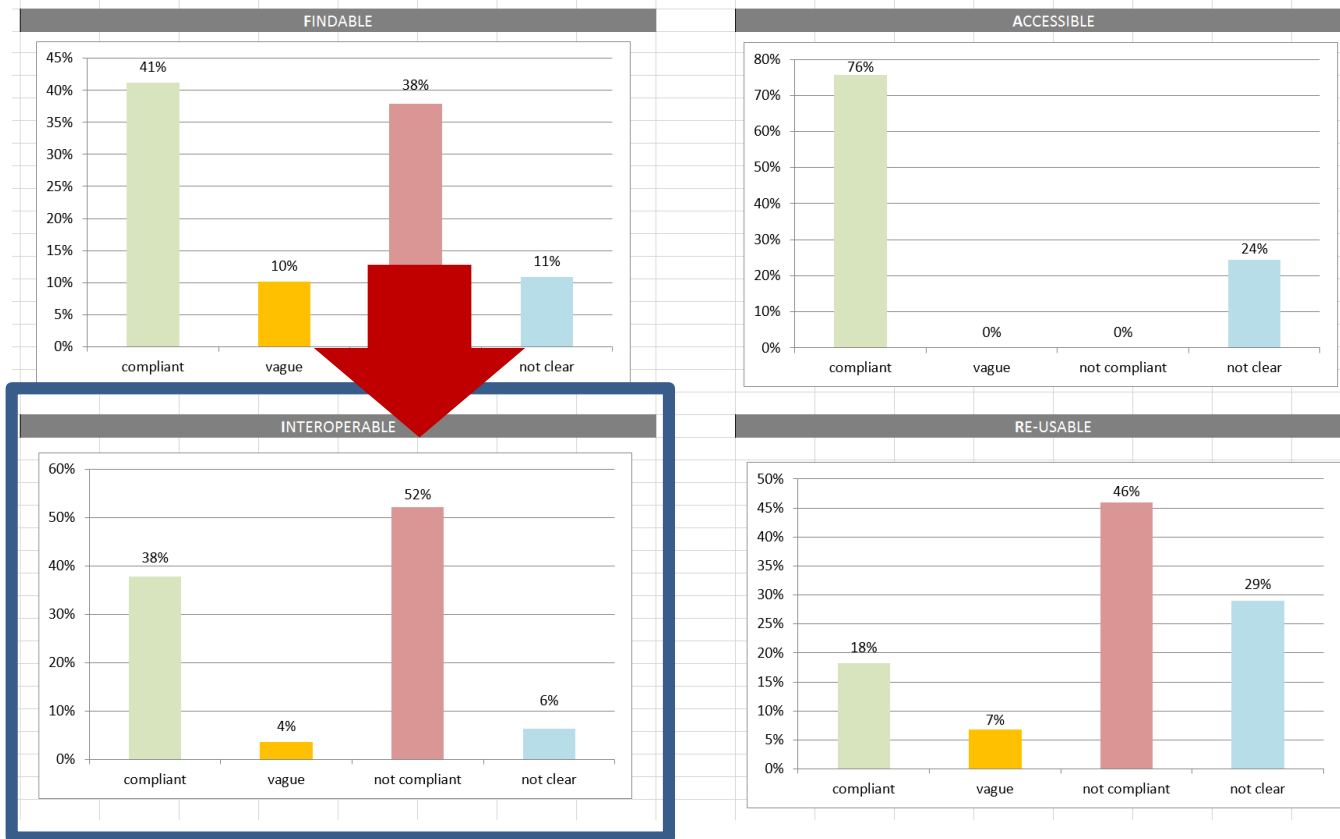 FINDABLE
45%
40%
35%
30%
25%
20%
15%
10%
5%
0%
41%
10%
38%
11%
compliant
vague
not clear
ACCESSIBLE
80%
70%
60%
50%
40%
30%
20%
10%
0%
76%
0%
0%
24%
compliant
vague
not compliant
not clear
INTEROPERABLE
60%
50%
40%
30%
20%
10%
0%
38%
4%
52%
6%
compliant
vague
not compliant
not clear
RE-USABLE
50%
45%
40%
35%
30%
25%
20%
15%
10%
5%
0%
18%
7%
46%
29%
compliant
vague
not compliant
not clear